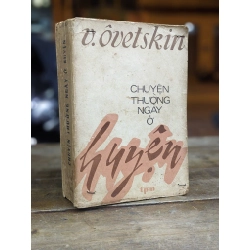 v. ôvetskin
CHUYỆN
THƯỜNG
NGÀY
Ở
huyện